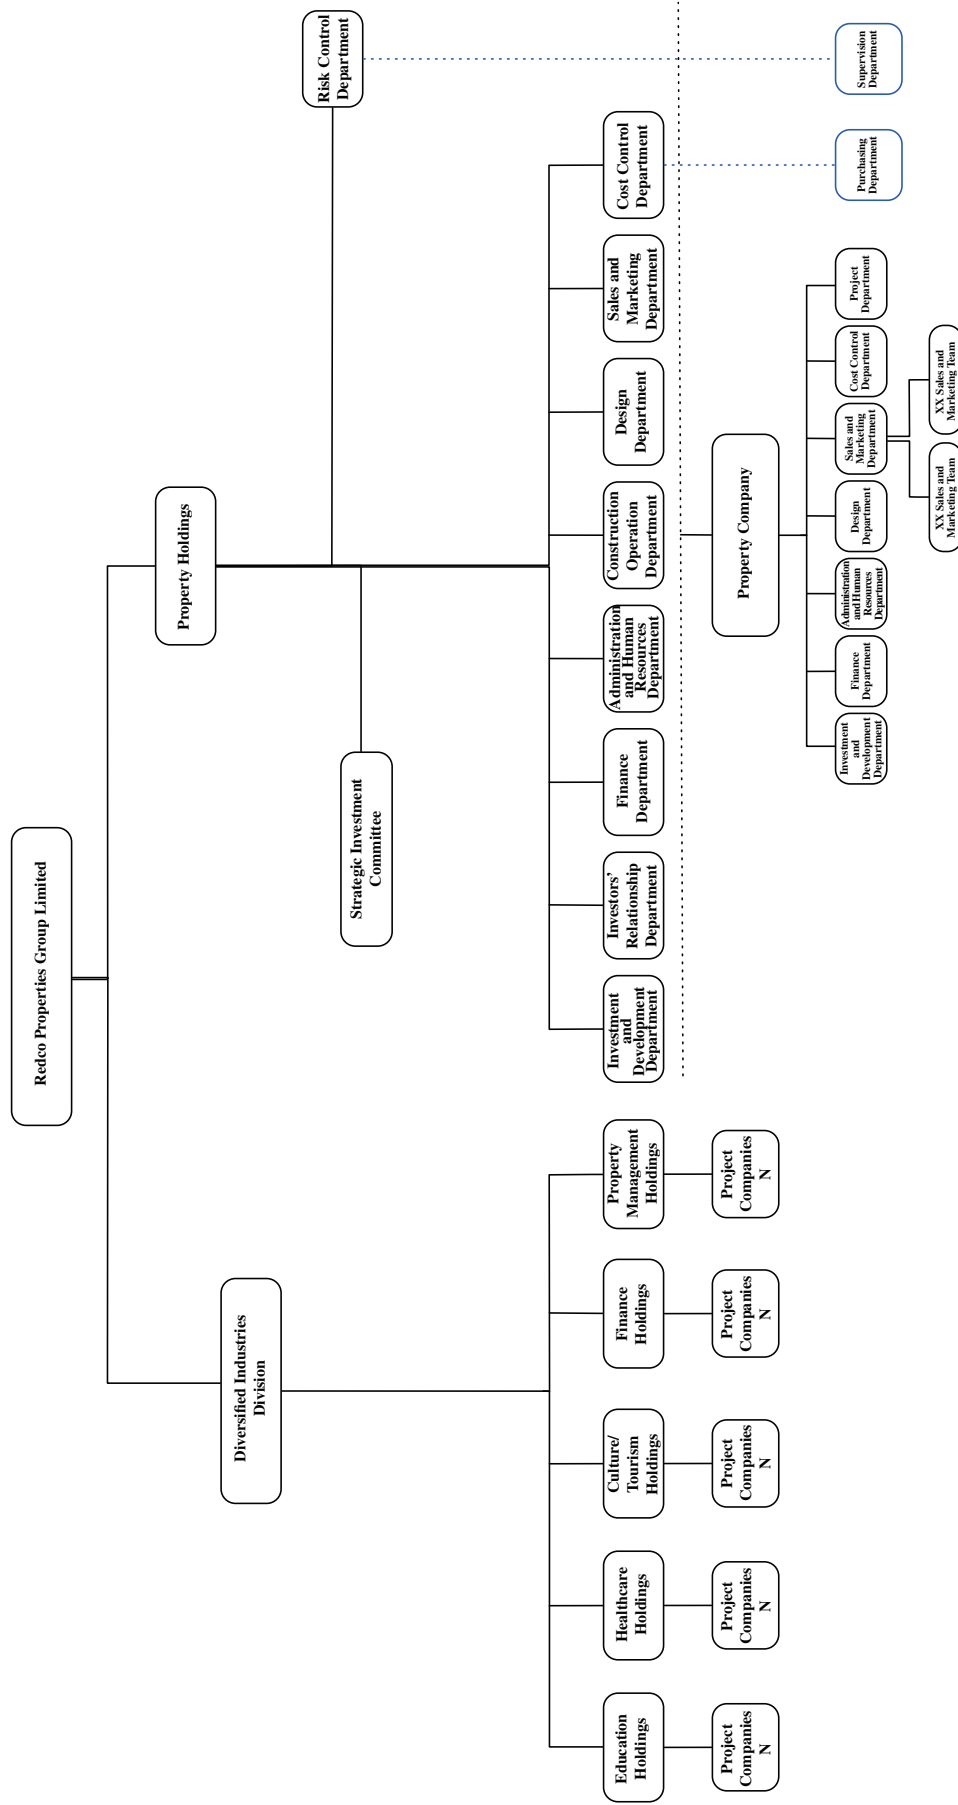 Redco Properties Group Limited
Diversified Industries
Division
Property Holdings
Risk Control
Department
Strategic Investment
Committee
Education
Holdings
Healthcare
Holdings
Culture/
Tourism
Holdings
Finance
Holdings
Property
Management
Holdings
Investment
and
Development
Department
Investors’
Relationship
Department
Finance
Department
Administration
and Human
Resources
Department
Construction
Operation
Department
Design
Department
Sales and
Marketing
Department
Cost Control
Department
Project
Companies
N
Project
Companies
N
Project
Companies
N
Project
Companies
N
Project
Companies
N
Property Company
Investment
and
Development
Department
Finance
Department
Administration
and Human
Resources
Department
Design
Department
Sales and
Marketing
Department
Cost Control
Department
Project
Department
Purchasing
Department
Supervision
Department
XX Sales and
Marketing Team
XX Sales and
Marketing Team